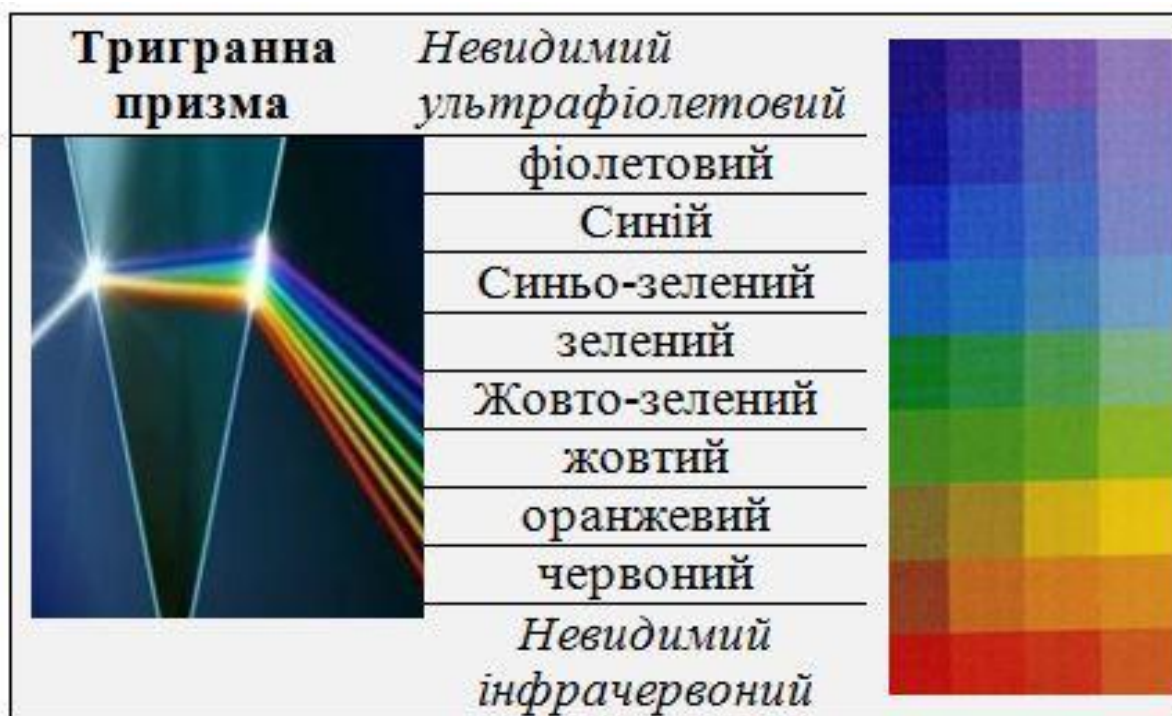 Тригранна
призма
Невидимий
ультрафіолетовий
фіолетовий
Синій
Синьо-зелений
зелений
Жовто-зелений
жовтий
оранжевий
червоний
Невидимий
інфрачервоний